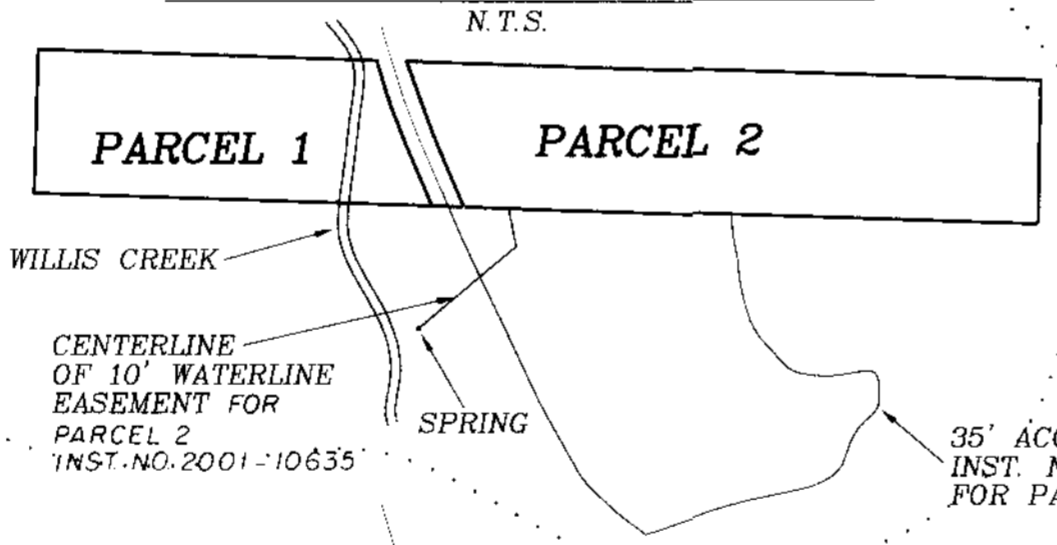 N.T.S.
PARCEL 1
PARCEL 2
WILLIS CREEK
CENTERLINE
OF 10' WATERLINE
EASEMENT FOR
PARCEL 2
INST.NO.2001-10635
SPRING
35'
INST.
FOR